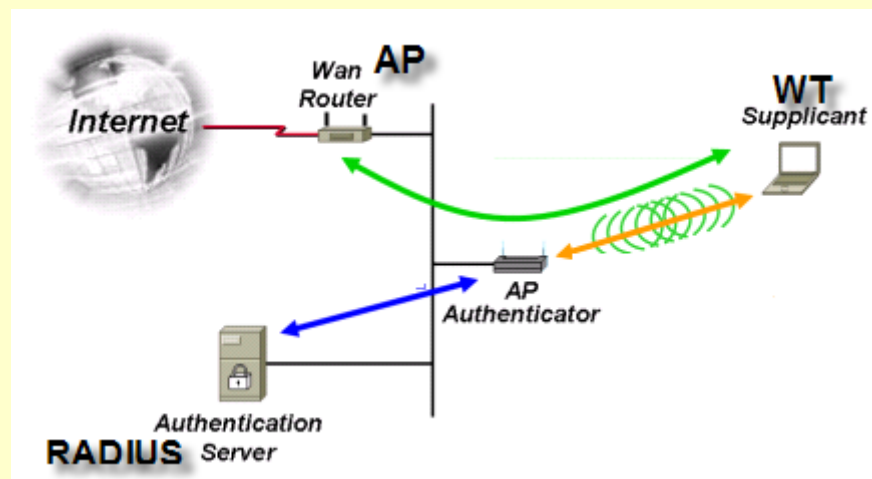 Wan AP
Router
Internet
WT
Supplicant
AP
Authenticator
Authentication
RADIUS Server